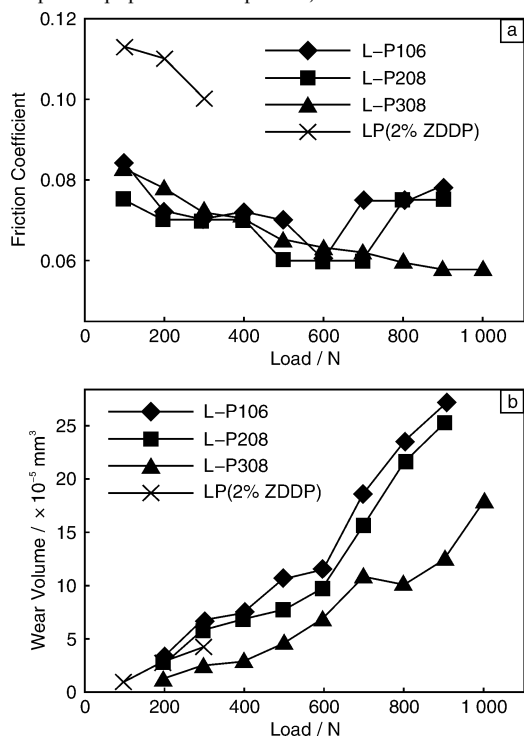 0.12
a
L–P106
L–P208
L–P308
LP(2% ZDDP)
0.10
0.08
0.06
Friction Coefficient
0 200 400 600 800 1 000
Load / N
b
L–P106
L–P208
L–P308
LP(2% ZDDP)
25
20
15
10
5
0
Wear Volume / ×10⁻⁵ mm³
0 200 400 600 800 1 000
Load / N